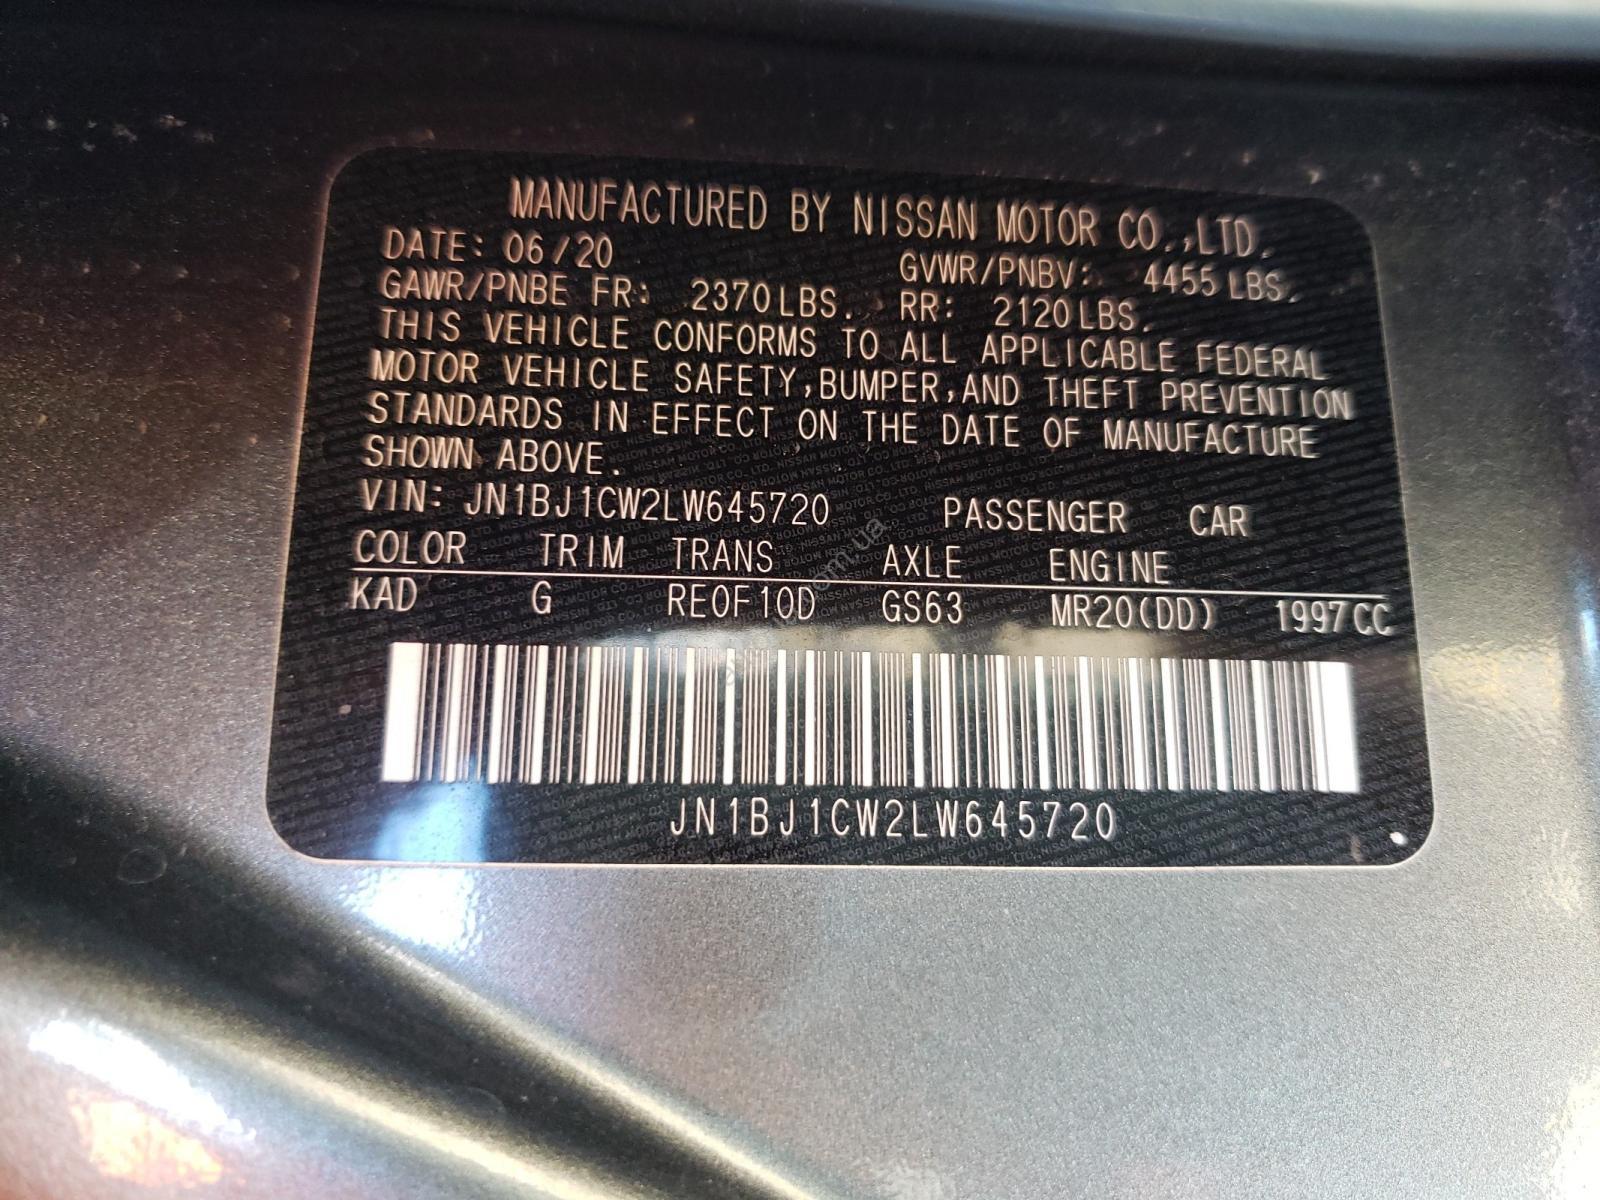 MANUFACTURED BY NISSAN MOTOR CO.,LTD.
DATE: 06/20 GVWR/PNBV: 4455 LBS.
GAWR/PNBE FR: 2370LBS. RR: 2120LBS.
THIS VEHICLE CONFORMS TO ALL APPLICABLE FEDERAL
MOTOR VEHICLE SAFETY,BUMPER,AND THEFT PREVENTION
STANDARDS IN EFFECT ON THE DATE OF MANUFACTURE
SHOWN ABOVE.
VIN: JN1BJ1CW2LW645720 PASSENGER CAR
COLOR TRIM TRANS AXLE ENGINE
KAD G RE0F10D GS63 MR20(DD) 1997CC
JN1BJ1CW2LW645720